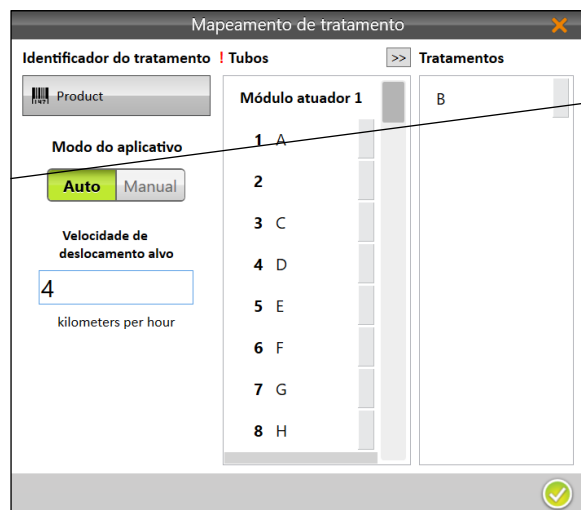 Mapeamento de tratamento
Identificador do tratamento ! Tubos >> Tratamentos
Product
Módulo atuador 1
B
Modo do aplicativo
Auto Manual
1 A
2
3 C
4 D
5 E
6 F
7 G
8 H
Velocidade de
deslocamento alvo
4
kilometers per hour